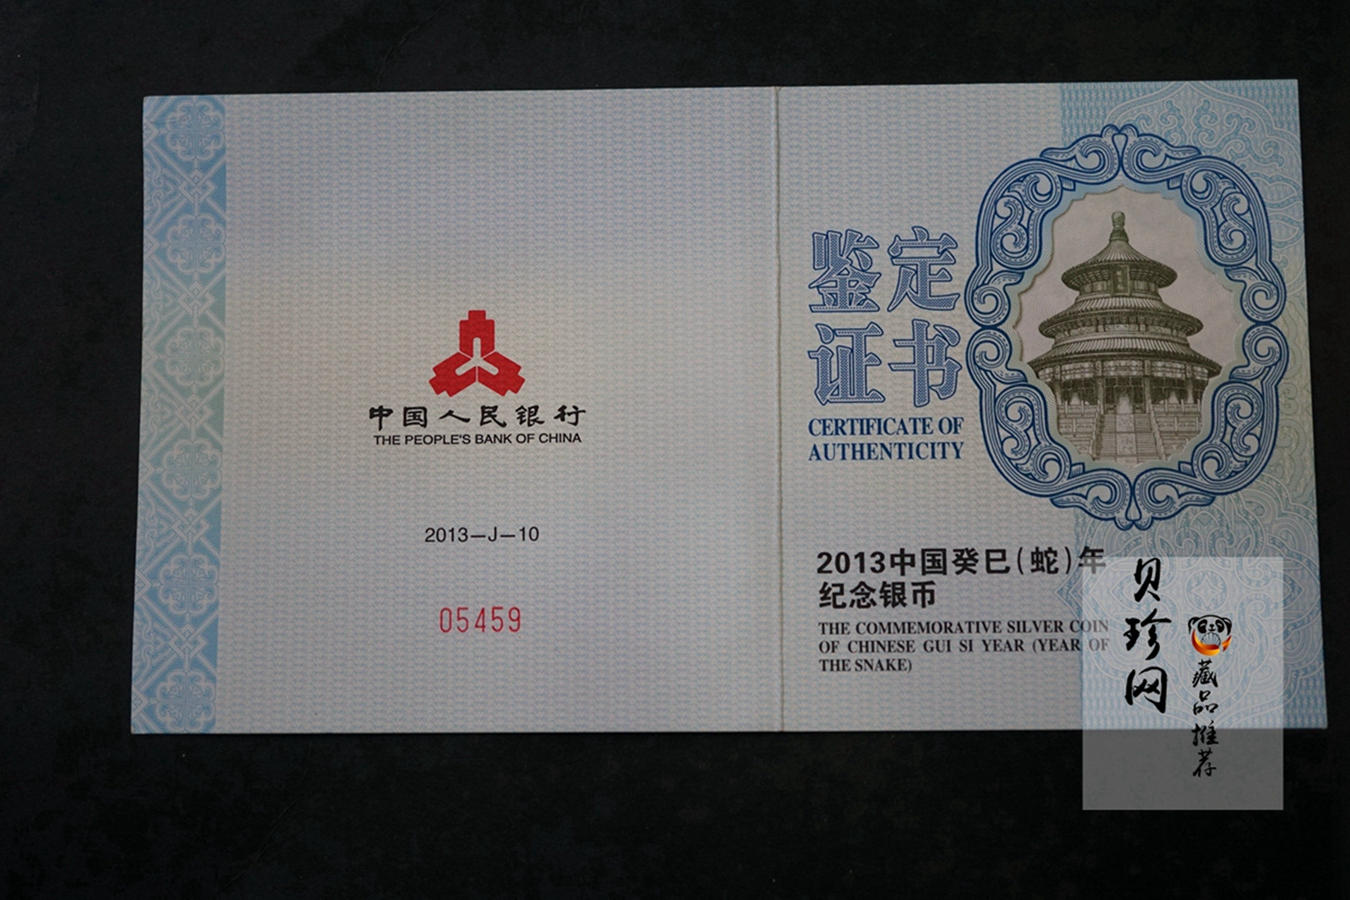 中国人民银行
THE PEOPLE'S BANK OF CHINA
2013—J—10
05459
鉴定
证书
CERTIFICATE OF
AUTHENTICITY
2013中国癸巳(蛇)年
纪念银币
THE COMMEMORATIVE SILVER COIN
OF CHINESE GUI SI YEAR (YEAR OF
THE SNAKE)
贝珍网
藏品推荐